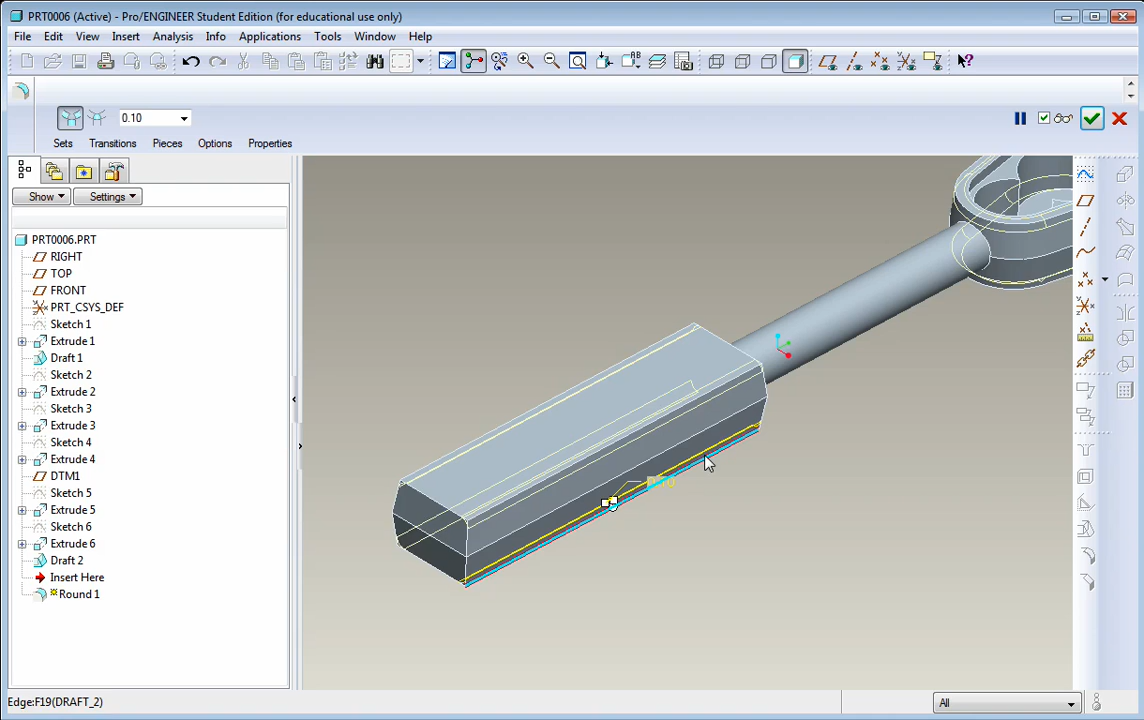 PRT0006 (Active) - Pro/ENGINEER Student Edition (for educational use only)
File Edit View Insert Analysis Info Applications Tools Window Help
0.10
Sets Transitions Pieces Options Properties
Show Settings
PRT0006.PRT
RIGHT
TOP
FRONT
PRT_CSYS_DEF
Sketch 1
Extrude 1
Draft 1
Sketch 2
Extrude 2
Sketch 3
Extrude 3
Sketch 4
Extrude 4
DTM1
Sketch 5
Extrude 5
Sketch 6
Extrude 6
Draft 2
Insert Here
Round 1
Edge:F19(DRAFT_2)
All